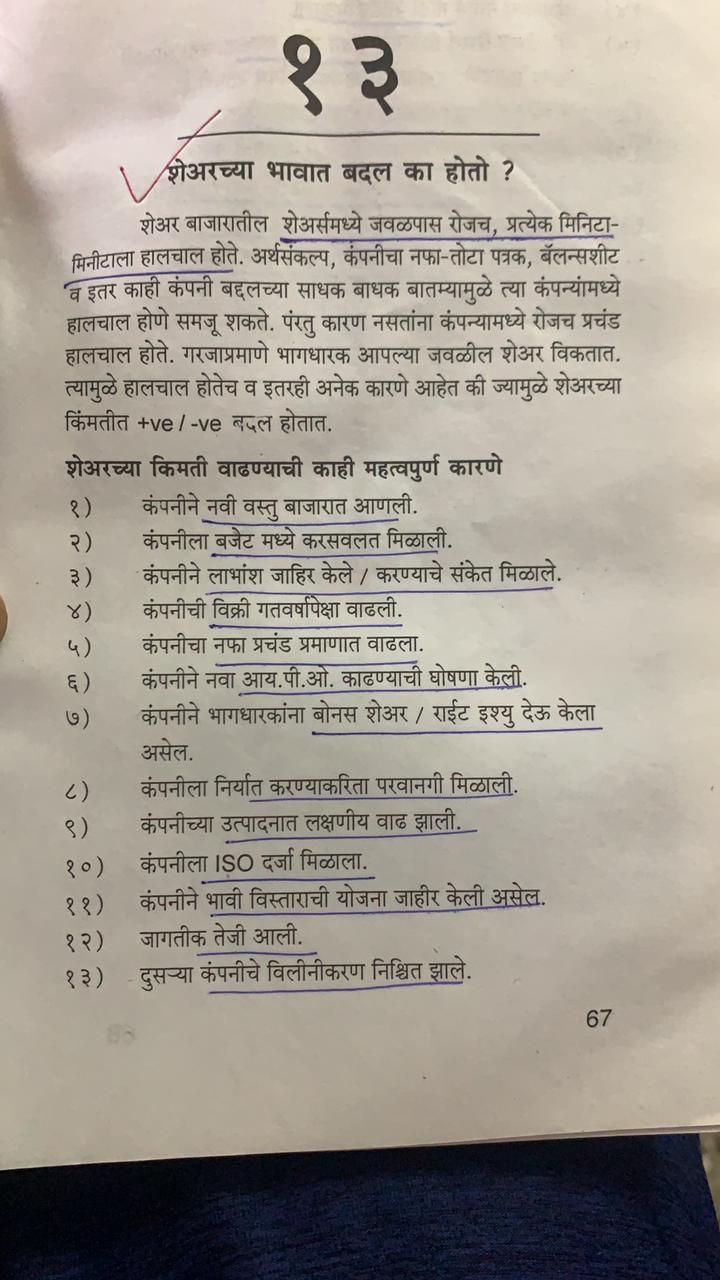 १३
शेअरच्या भावात बदल का होतो ?
शेअर बाजारातील शेअर्समध्ये जवळपास रोजच, प्रत्येक मिनिटा-
मिनीटाला हालचाल होते. अर्थसंकल्प, कंपनीचा नफा-तोटा पत्रक, बॅलन्सशीट
व इतर काही कंपनी बद्दलच्या साधक बाधक बातम्यामुळे त्या कंपन्यांमध्ये
हालचाल होणे समजू शकते. पंरतु कारण नसतांना कंपन्यामध्ये रोजच प्रचंड
हालचाल होते. गरजाप्रमाणे भागधारक आपल्या जवळील शेअर विकतात.
त्यामुळे हालचाल होतेच व इतरही अनेक कारणे आहेत की ज्यामुळे शेअरच्या
किंमतीत +ve / -ve बदल होतात.
शेअरच्या किमती वाढण्याची काही महत्वपुर्ण कारणे
१) कंपनीने नवी वस्तु बाजारात आणली.
२) कंपनीला बजेट मध्ये करसवलत मिळाली.
३) कंपनीने लाभांश जाहिर केले / करण्याचे संकेत मिळाले.
४) कंपनीची विक्री गतवर्षापेक्षा वाढली.
५) कंपनीचा नफा प्रचंड प्रमाणात वाढला.
६) कंपनीने नवा आय.पी.ओ. काढण्याची घोषणा केली.
७) कंपनीने भागधारकांना बोनस शेअर / राईट इश्यु देऊ केला
असेल.
८) कंपनीला निर्यात करण्याकरिता परवानगी मिळाली.
९) कंपनीच्या उत्पादनात लक्षणीय वाढ झाली.
१०) कंपनीला ISO दर्जा मिळाला.
११) कंपनीने भावी विस्ताराची योजना जाहीर केली असेल.
१२) जागतीक तेजी आली.
१३) दुसऱ्या कंपनीचे विलीनीकरण निश्चित झाले.
67